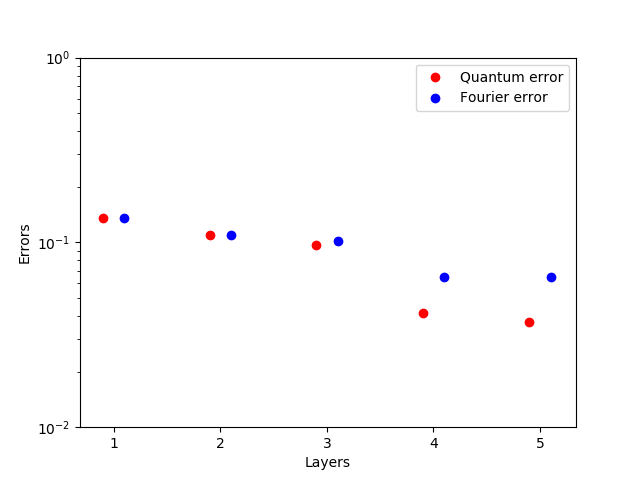 10⁰
10⁻¹
10⁻²
Errors
Quantum error
Fourier error
1 2 3 4 5
Layers